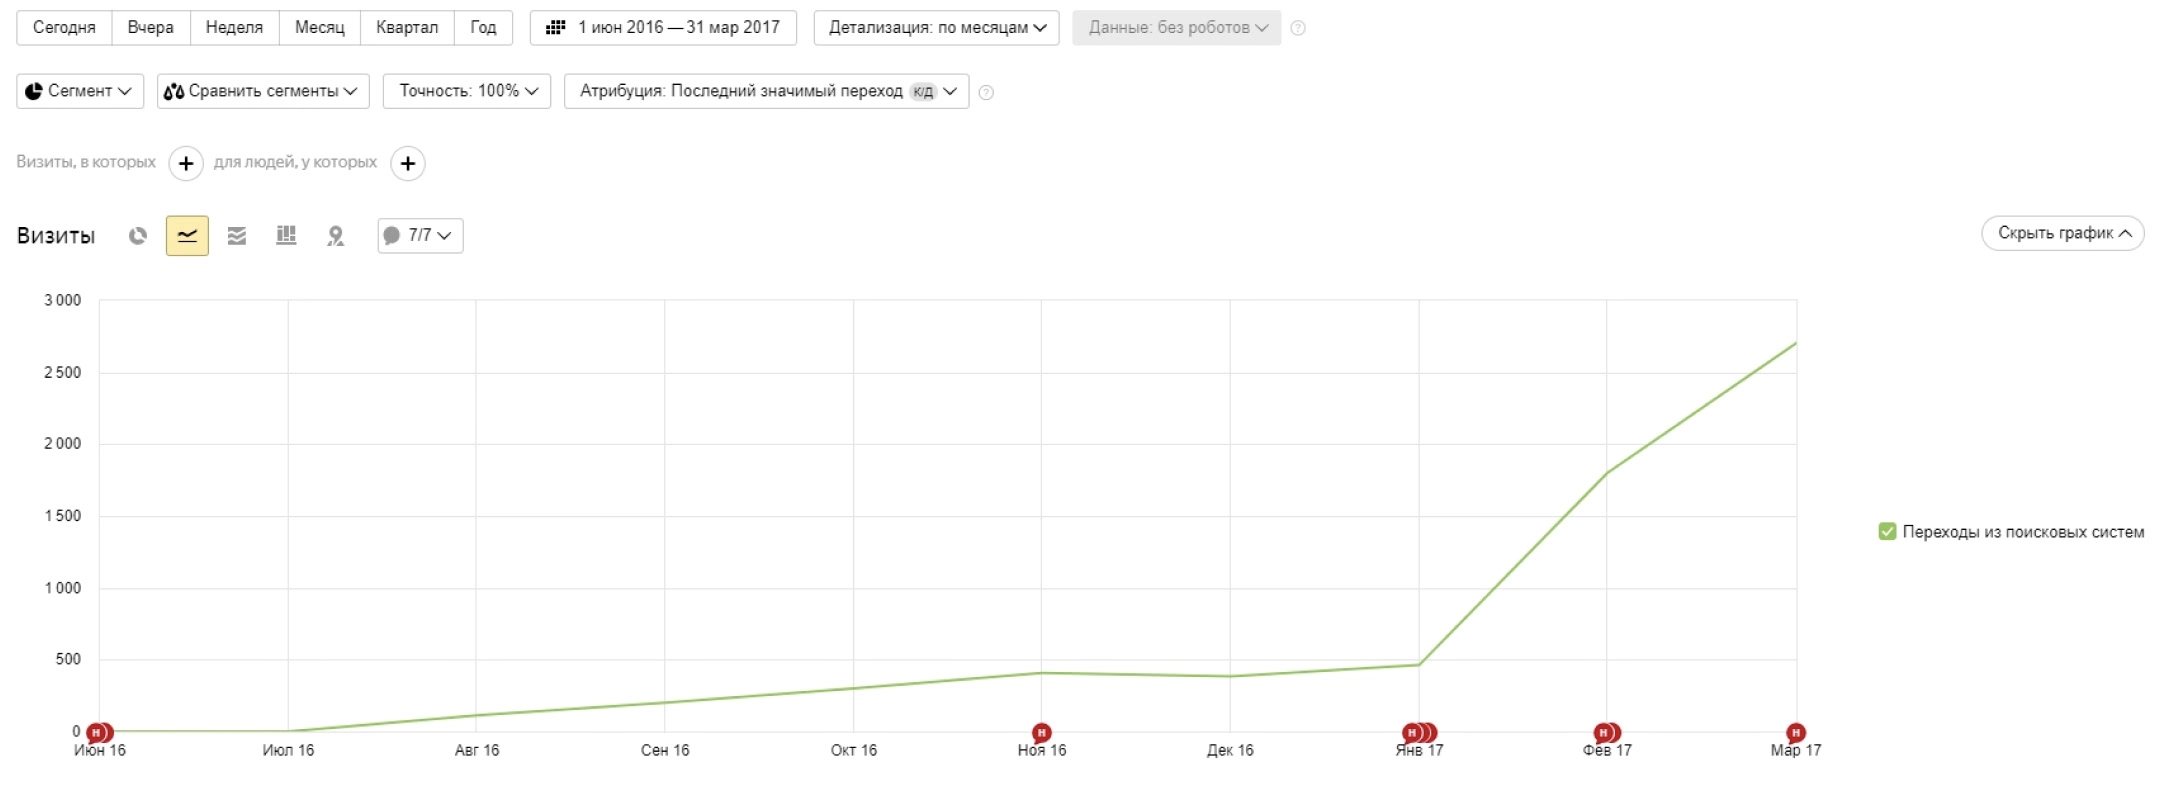 Сегодня Вчера Неделя Месяц Квартал Год 1 июн 2016 — 31 мар 2017 Детализация: по месяцам Данные: без роботов ?
Сегмент Сравнить сегменты Точность: 100% Атрибуция: Последний значимый переход к/д ?
Визиты, в которых + для людей, у которых +
Визиты 7/7 Скрыть график
3 000
2 500
2 000
1 500
1 000
500
0
Переходы из поисковых систем
Н Н Н Н Н
Июн 16 Июл 16 Авг 16 Сен 16 Окт 16 Ноя 16 Дек 16 Янв 17 Фев 17 Мар 17